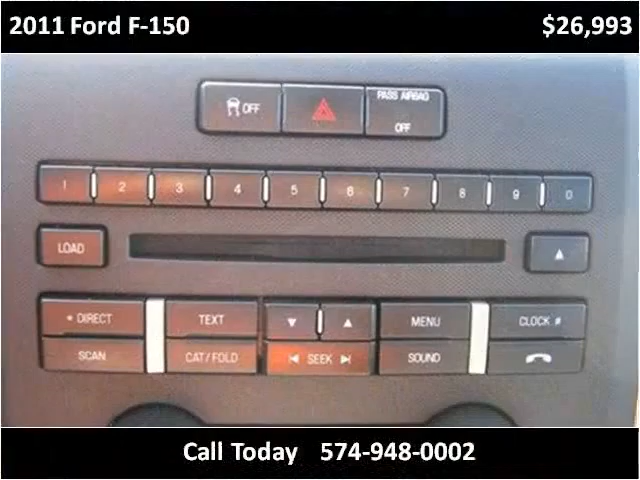 2011 Ford F-150 $26,993
OFF PASS AIRBAG OFF
1 2 3 4 5 6 7 8 9 0
LOAD
* DIRECT TEXT MENU CLOCK #
SCAN CAT/FOLD SEEK SOUND
Call Today 574-948-0002